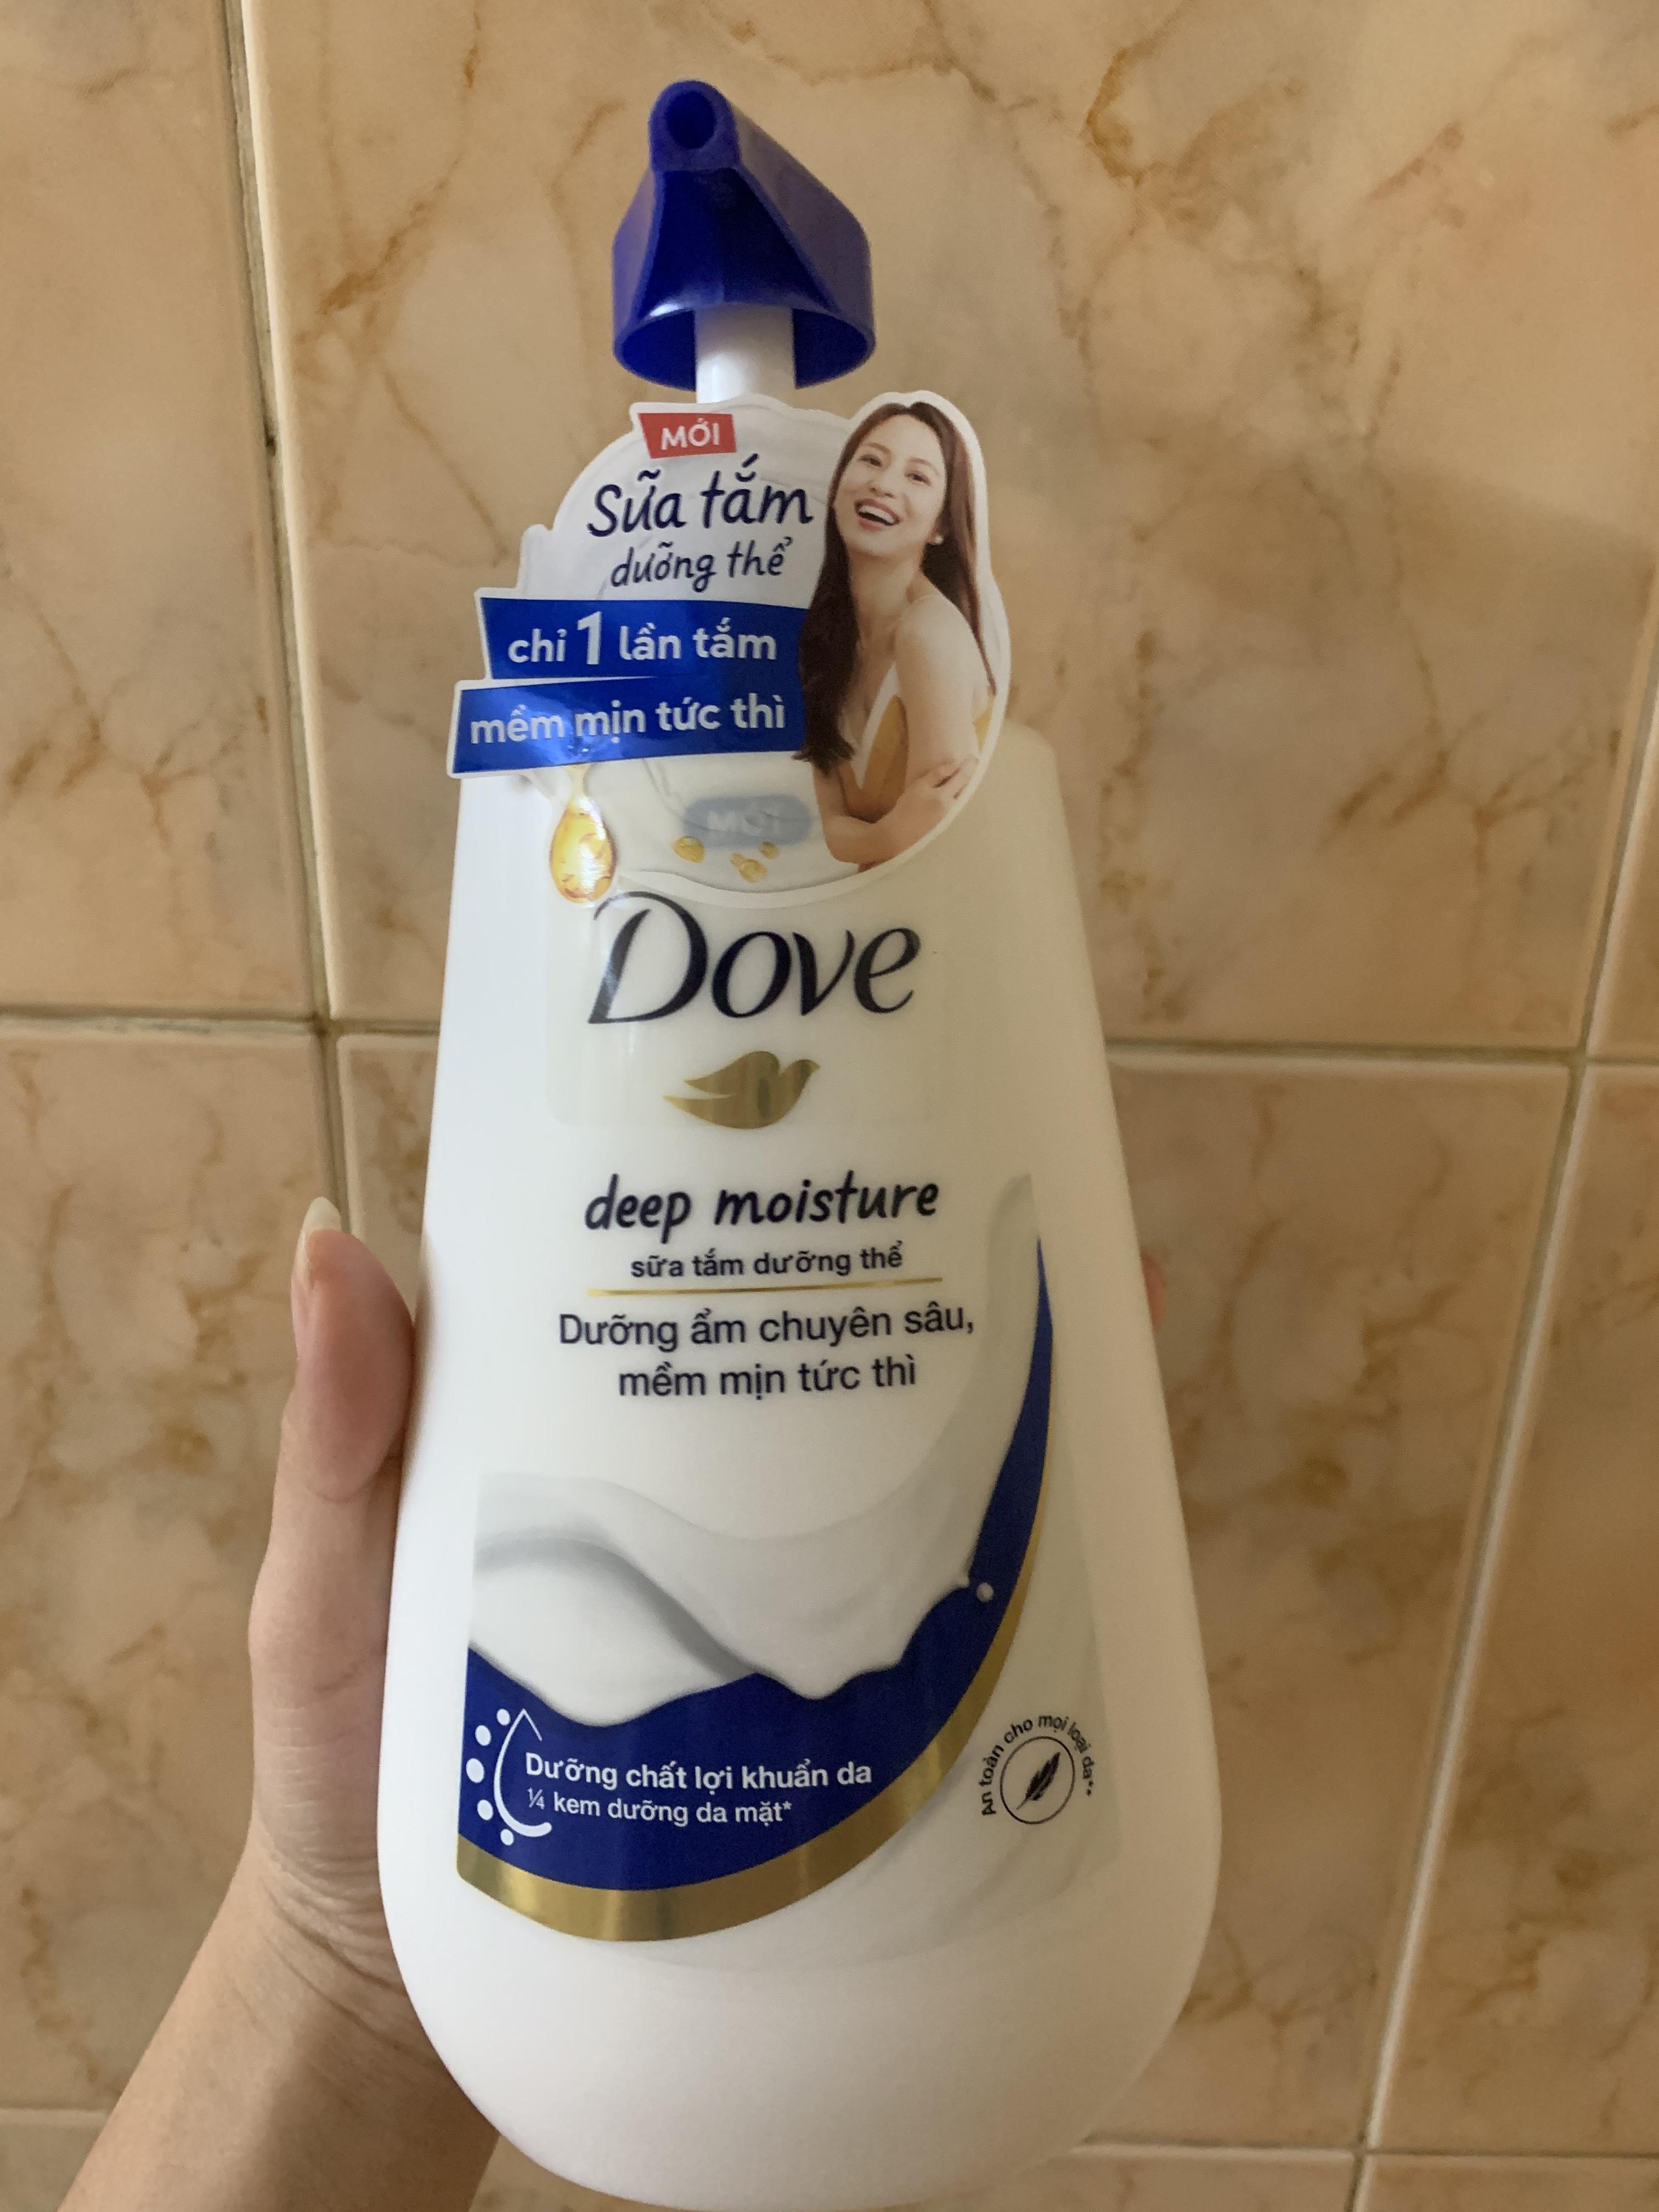 MỚI
Sữa tắm
dưỡng thể
chỉ 1 lần tắm
mềm mịn tức thì
MỚI
Dove
deep moisture
sữa tắm dưỡng thể
Dưỡng ẩm chuyên sâu,
mềm mịn tức thì
Dưỡng chất lợi khuẩn da
¼ kem dưỡng da mặt*
An toàn cho mọi loại da**